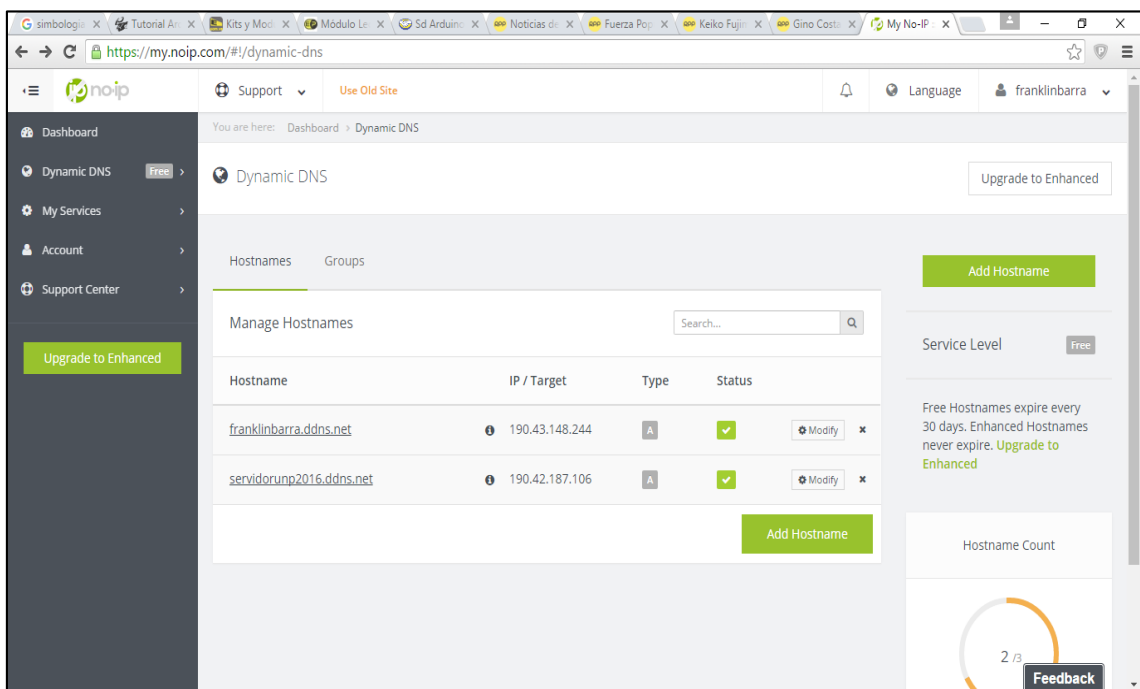 simbologia
Tutorial Ar
Kits y Mod
Módulo Le
Sd Arduino
Noticias de
Fuerza Pop
Keiko Fujin
Gino Costa
My No-IP :
https://my.noip.com/#!/dynamic-dns
no-ip
Support
Use Old Site
Language
franklinbarra
Dashboard
Dynamic DNS Free
My Services
Account
Support Center
Upgrade to Enhanced
You are here: Dashboard > Dynamic DNS
Dynamic DNS
Upgrade to Enhanced
Hostnames Groups
Manage Hostnames
Search...
Hostname IP / Target Type Status
franklinbarra.ddns.net 190.43.148.244 A Modify
servidorunp2016.ddns.net 190.42.187.106 A Modify
Add Hostname
Add Hostname
Service Level Free
Free Hostnames expire every
30 days. Enhanced Hostnames
never expire. Upgrade to
Enhanced
Hostname Count
2 /3
Feedback